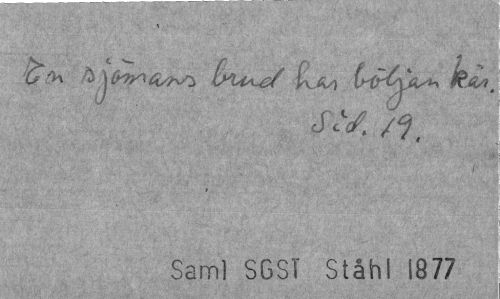 En sjömans brud har böljan kär.
Sid. 19.
Saml SGST Ståhl 1877